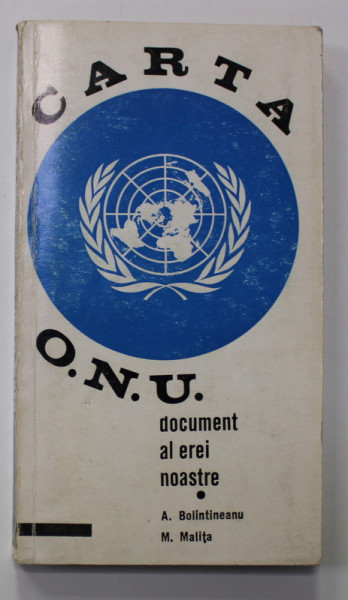 CARTA
O.N.U.
document
al erei
noastre
A. Bolintineanu
M. Malița